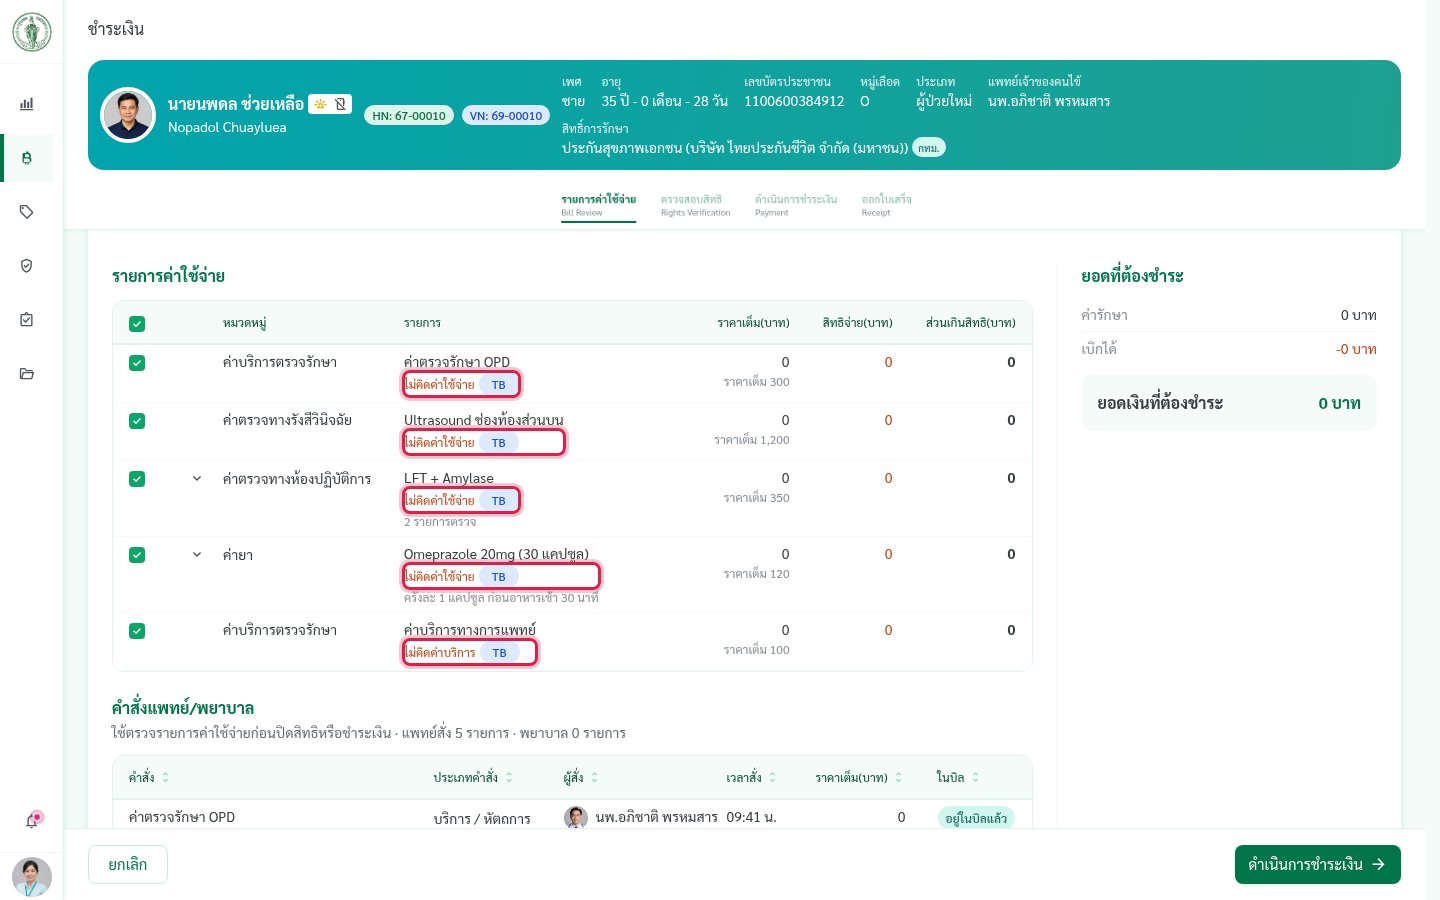 ชำระเงิน
นายนพดล ช่วยเหลือ
Nopadol Chuayluea
HN: 67-00010
VN: 69-00010
เพศ
ชาย
อายุ
35 ปี - 0 เดือน - 28 วัน
เลขบัตรประชาชน
1100600384912
หมู่เลือด
O
ประเภท
ผู้ป่วยใหม่
แพทย์เจ้าของคนไข้
นพ.อภิชาติ พรหมสาร
สิทธิ์การรักษา
ประกันสุขภาพเอกชน (บริษัท ไทยประกันชีวิต จำกัด (มหาชน)) กทม.
รายการค่าใช้จ่าย
Bill Review
ตรวจสอบสิทธิ
Rights Verification
ดำเนินการชำระเงิน
Payment
ออกใบเสร็จ
Receipt
รายการค่าใช้จ่าย
หมวดหมู่ รายการ ราคาเต็ม(บาท) สิทธิจ่าย(บาท) ส่วนเกินสิทธิ(บาท)
ค่าบริการตรวจรักษา ค่าตรวจรักษา OPD 0 0 0
ไม่คิดค่าใช้จ่าย TB ราคาเต็ม 300
ค่าตรวจทางรังสีวินิจฉัย Ultrasound ช่องท้องส่วนบน 0 0 0
ไม่คิดค่าใช้จ่าย TB ราคาเต็ม 1,200
ค่าตรวจทางห้องปฏิบัติการ LFT + Amylase 0 0 0
ไม่คิดค่าใช้จ่าย TB ราคาเต็ม 350
2 รายการตรวจ
ค่ายา Omeprazole 20mg (30 แคปซูล) 0 0 0
ไม่คิดค่าใช้จ่าย TB ราคาเต็ม 120
ครั้งละ 1 แคปซูล ก่อนอาหารเช้า 30 นาที
ค่าบริการตรวจรักษา ค่าบริการทางการแพทย์ 0 0 0
ไม่คิดค่าบริการ TB ราคาเต็ม 100
ยอดที่ต้องชำระ
ค่ารักษา 0 บาท
เบิกได้ -0 บาท
ยอดเงินที่ต้องชำระ 0 บาท
คำสั่งแพทย์/พยาบาล
ใช้ตรวจรายการค่าใช้จ่ายก่อนปิดสิทธิหรือชำระเงิน · แพทย์สั่ง 5 รายการ · พยาบาล 0 รายการ
คำสั่ง ประเภทคำสั่ง ผู้สั่ง เวลาสั่ง ราคาเต็ม(บาท) ในบิล
ค่าตรวจรักษา OPD บริการ / หัตถการ นพ.อภิชาติ พรหมสาร 09:41 น. 0 อยู่ในบิลแล้ว
ยกเลิก
ดำเนินการชำระเงิน